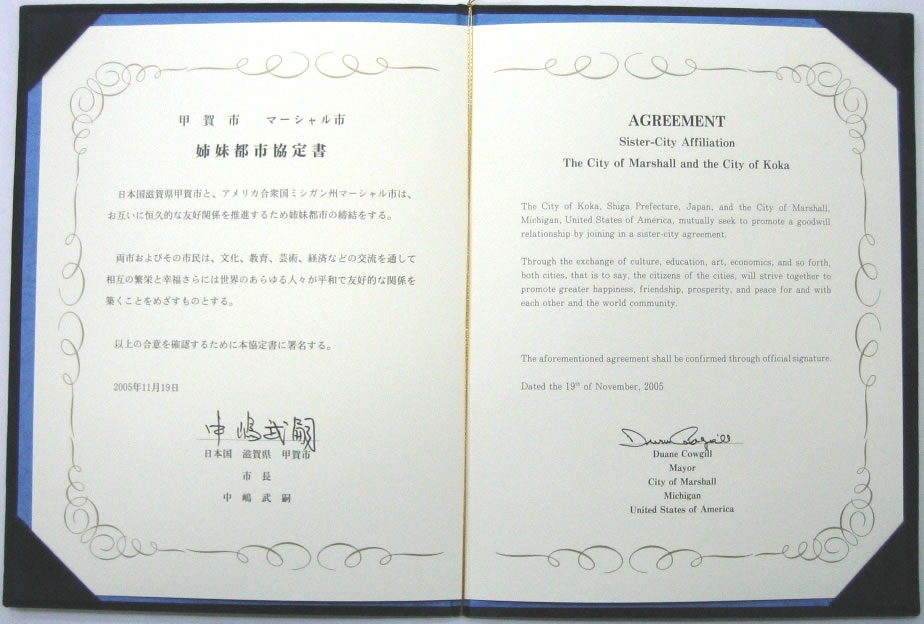 甲賀市 マーシャル市
姉妹都市協定書
日本国滋賀県甲賀市と、アメリカ合衆国ミシガン州マーシャル市は、
お互いに恒久的な友好関係を推進するため姉妹都市の締結をする。
両市およびその市民は、文化、教育、芸術、経済などの交流を通して
相互の繁栄と幸福さらには世界のあらゆる人々が平和で友好的な関係を
築くことをめざすものとする。
以上の合意を確認するために本協定書に署名する。
2005年11月19日
中嶋武嗣
日本国 滋賀県 甲賀市
市長
中嶋武嗣
AGREEMENT
Sister-City Affiliation
The City of Marshall and the City of Koka
The City of Koka, Shiga Prefecture, Japan, and the City of Marshall,
Michigan, United States of America, mutually seek to promote a goodwill
relationship by joining in a sister-city agreement.
Through the exchange of culture, education, art, economics, and so forth,
both cities, that is to say, the citizens of the cities, will strive together to
promote greater happiness, friendship, prosperity, and peace for and with
each other and the world community.
The aforementioned agreement shall be confirmed through official signature.
Dated the 19th of November, 2005
Duane Cowgill
Duane Cowgill
Mayor
City of Marshall
Michigan
United States of America